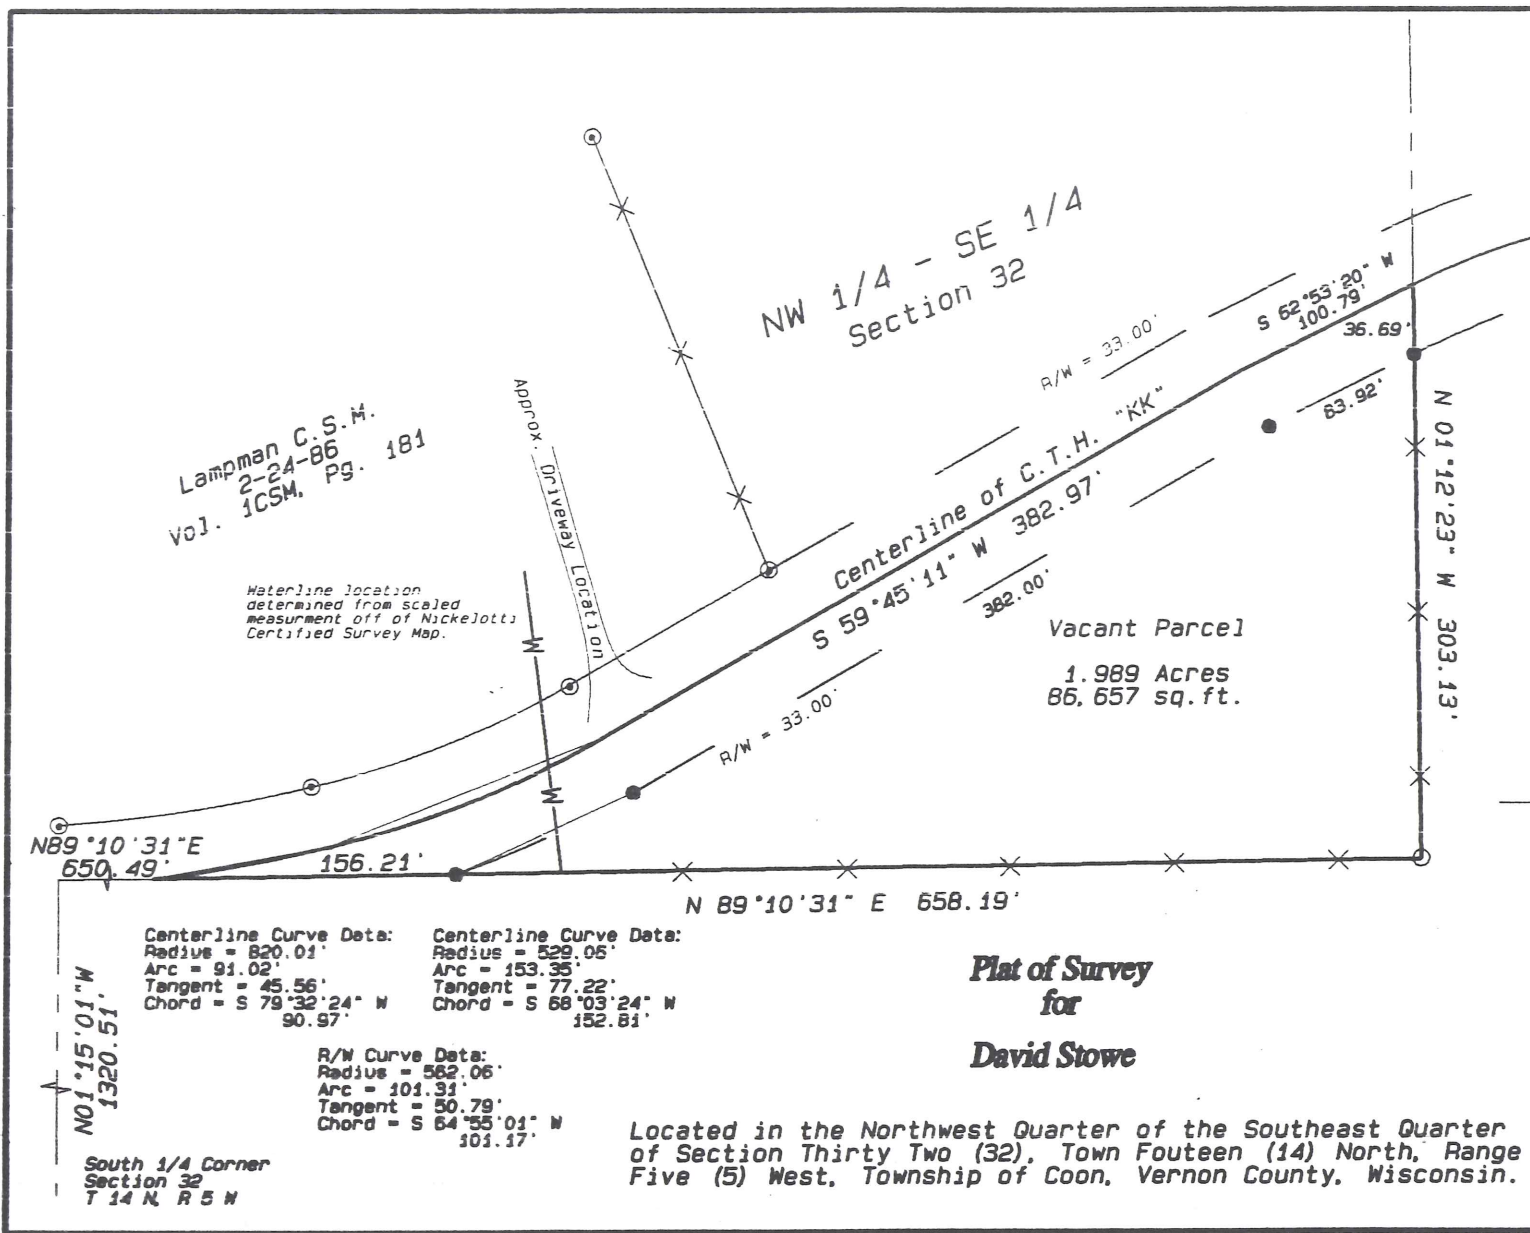 NW 1/4 - SE 1/4
Section 32
S 62°53'20" W
100.79'
36.69'
R/W = 33.00'
83.92'
N 01°12'23" W 303.13'
Lampman C.S.M.
2-24-86
1CSM, Pg. 181
Vol.
Approx. Driveway Location
Centerline of C.T.H. "KK"
S 59°45'11" W 382.97'
382.00'
Waterline location
determined from scaled
measurment off of Nickelotti
Certified Survey Map.
W
W
Vacant Parcel
1.989 Acres
86,657 sq.ft.
R/W = 33.00'
N89°10'31"E
650.49'
156.21'
N 89°10'31" E 658.19'
Centerline Curve Data:
Radius = 820.01'
Arc = 91.02'
Tangent = 45.56'
Chord = S 79°32'24" W
90.97'
Centerline Curve Data:
Radius = 529.06'
Arc = 153.35'
Tangent = 77.22'
Chord = S 68°03'24" W
152.81'
R/W Curve Data:
Radius = 562.06'
Arc = 101.31'
Tangent = 50.79'
Chord = S 64°55'01" W
101.17'
N01°15'01"W
1320.51'
South 1/4 Corner
Section 32
T 14 N, R 5 W
Plat of Survey
for
David Stowe
Located in the Northwest Quarter of the Southeast Quarter
of Section Thirty Two (32), Town Fouteen (14) North, Range
Five (5) West, Township of Coon, Vernon County, Wisconsin.